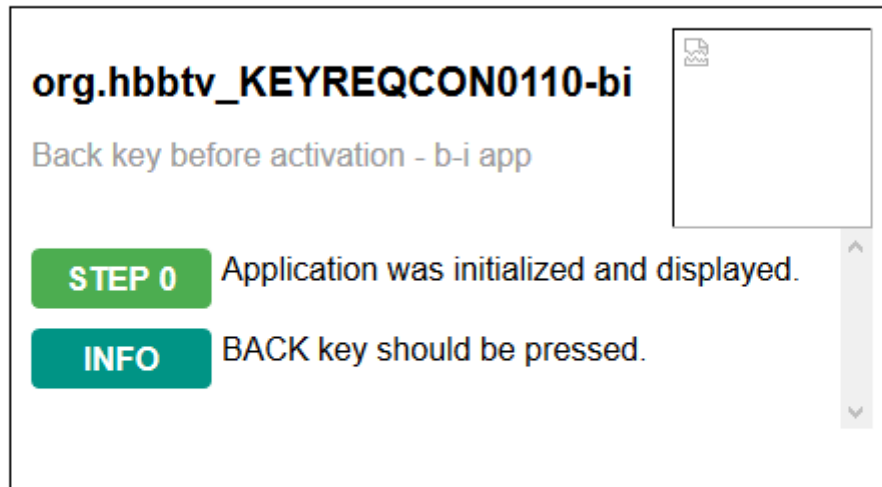 org.hbbtv_KEYREQCON0110-bi
Back key before activation - b-i app
STEP 0 Application was initialized and displayed.
INFO BACK key should be pressed.